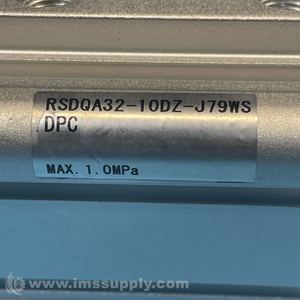 RSDQA32-10DZ-J79WS
DPC
MAX. 1.0MPa
www.imssupply.com